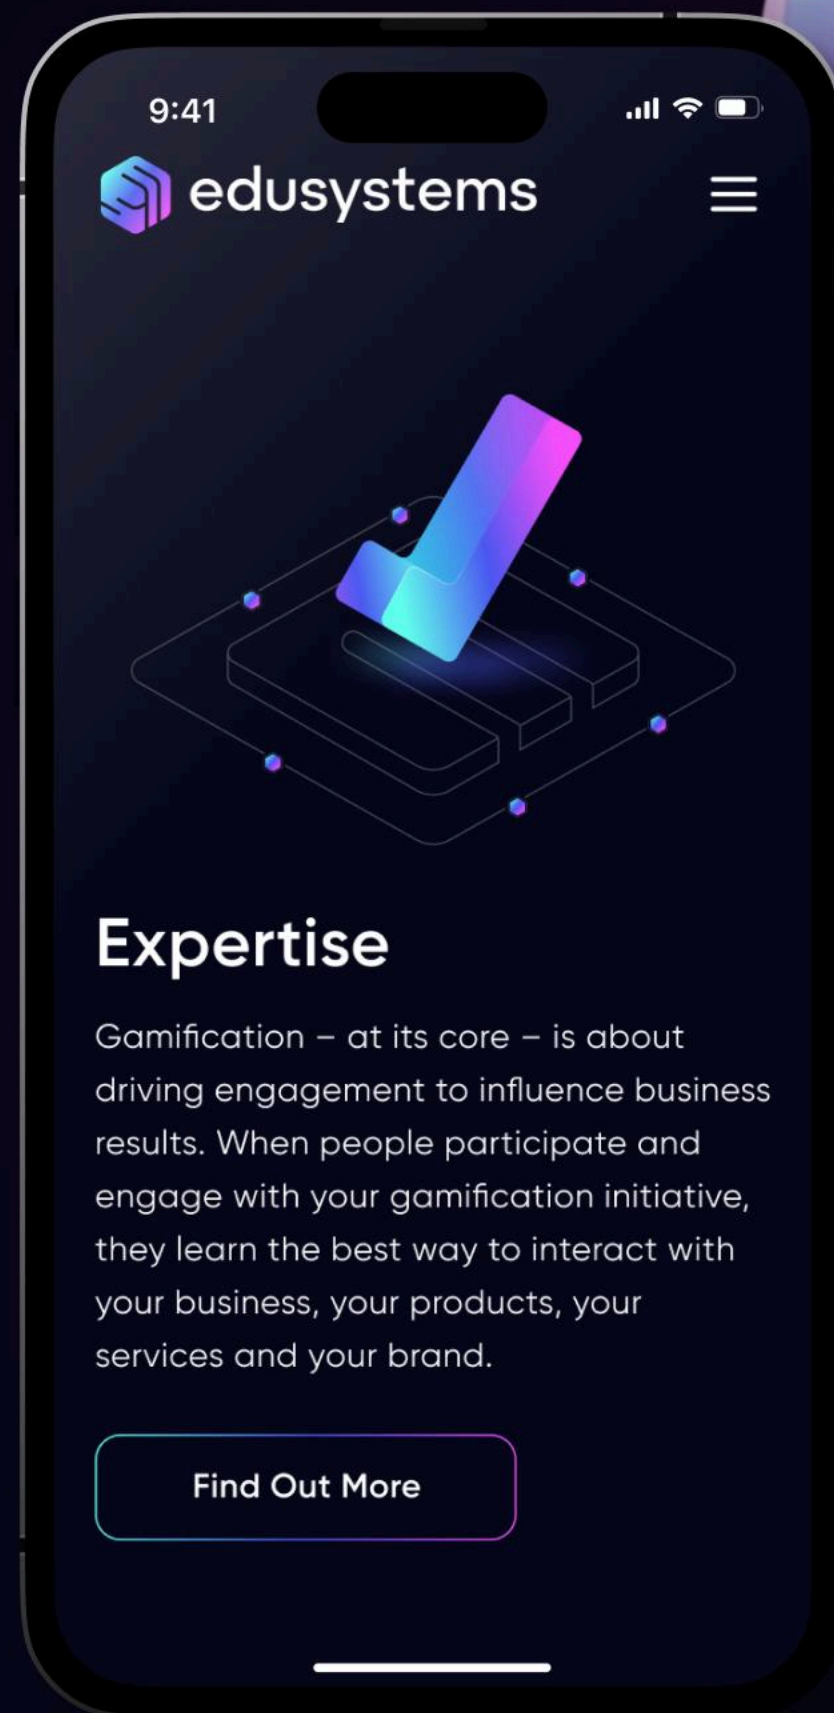 9:41
edusystems
Expertise
Gamification – at its core – is about
driving engagement to influence business
results. When people participate and
engage with your gamification initiative,
they learn the best way to interact with
your business, your products, your
services and your brand.
Find Out More